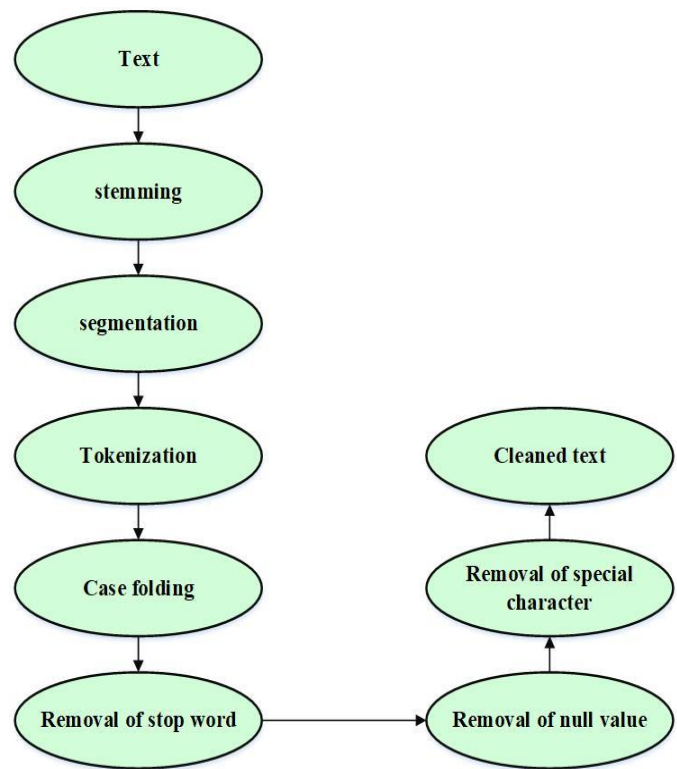 Text
stemming
segmentation
Tokenization
Case folding
Removal of stop word
Removal of null value
Removal of special
character
Cleaned text